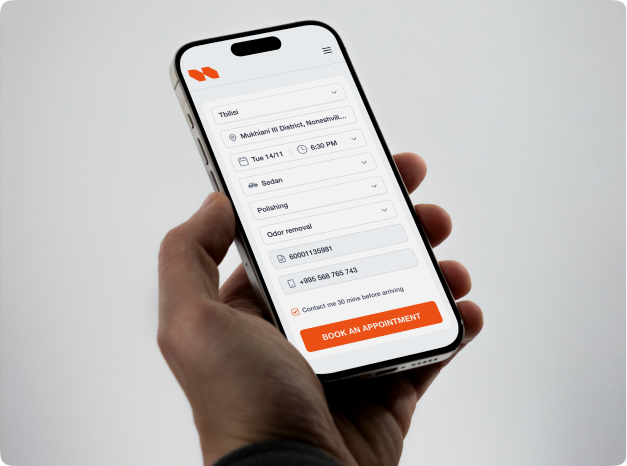 Tbilisi
Mukhiani III District, Noneshvili...
Tue 14/11 6:30 PM
Sedan
Polishing
Odor removal
60001135981
+995 568 765 743
Contact me 30 mins before arriving
BOOK AN APPOINTMENT